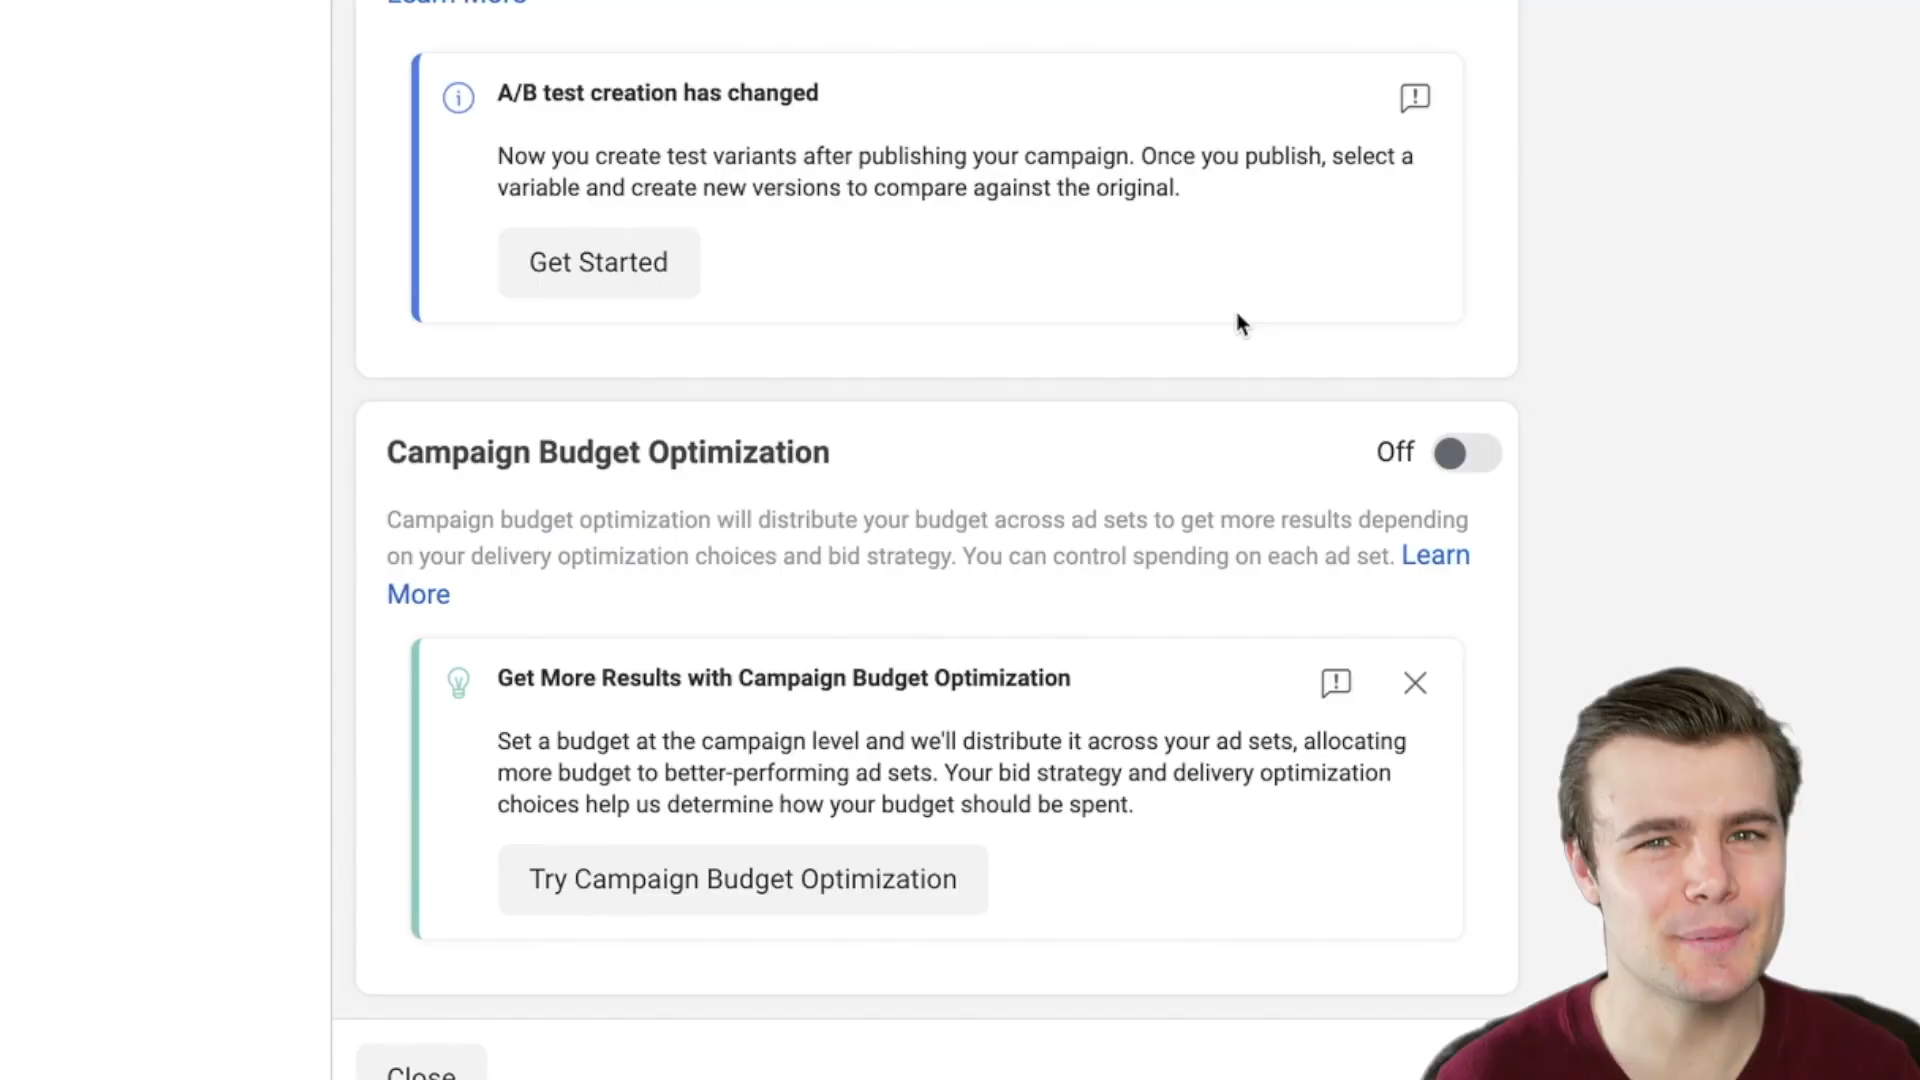 Learn More
A/B test creation has changed
Now you create test variants after publishing your campaign. Once you publish, select a
variable and create new versions to compare against the original.
Get Started
Campaign Budget Optimization
Off
Campaign budget optimization will distribute your budget across ad sets to get more results depending
on your delivery optimization choices and bid strategy. You can control spending on each ad set. Learn
More
Get More Results with Campaign Budget Optimization
Set a budget at the campaign level and we'll distribute it across your ad sets, allocating
more budget to better-performing ad sets. Your bid strategy and delivery optimization
choices help us determine how your budget should be spent.
Try Campaign Budget Optimization
Close